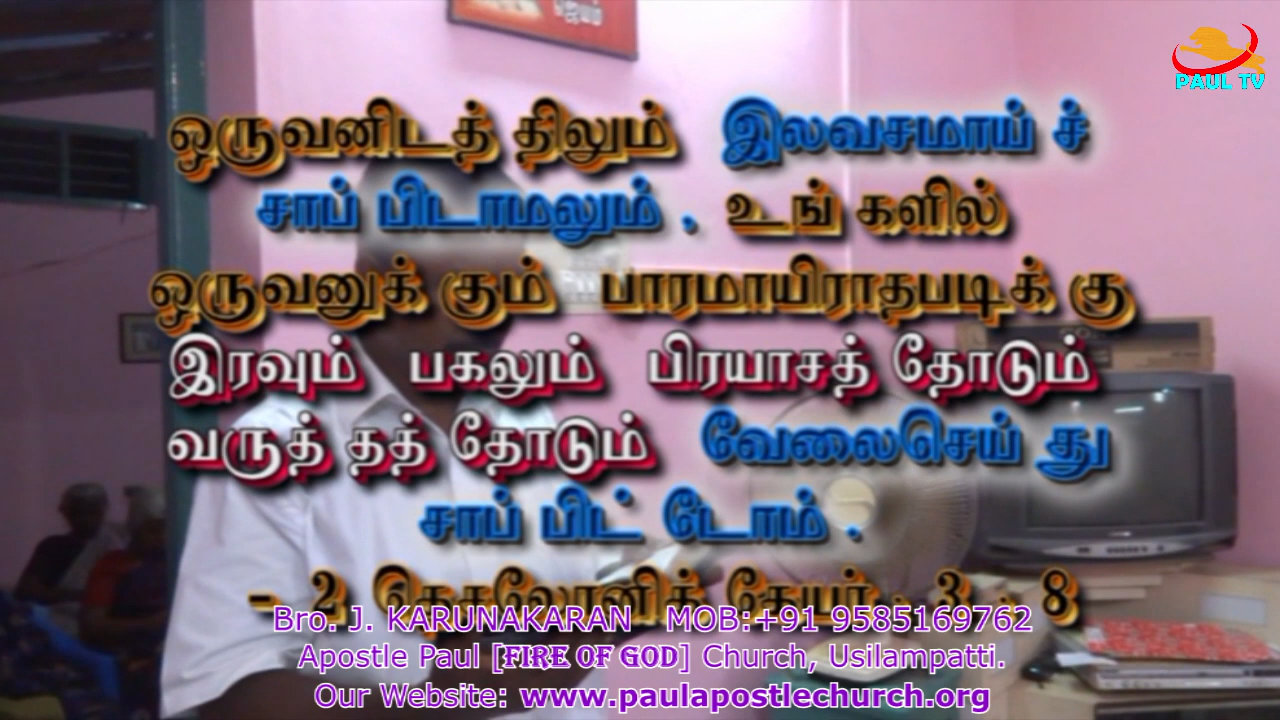 ஜெயம்
PAUL TV
ஒருவனிடத் திலும் இலவசமாய் ச்
சாப் பிடாமலும் , உங் களில்
ஒருவனுக் கும் பாரமாயிராதபடிக் கு
இரவும் பகலும் பிரயாசத் தோடும்
வருத் தத் தோடும் வேலைசெய் து
சாப் பிட் டோம் .
- 2 தெசலோனிக் கேயர் . 3 . 8
Bro. J. KARUNAKARAN MOB:+91 9585169762
Apostle Paul [FIRE OF GOD] Church, Usilampatti.
Our Website: www.paulapostlechurch.org